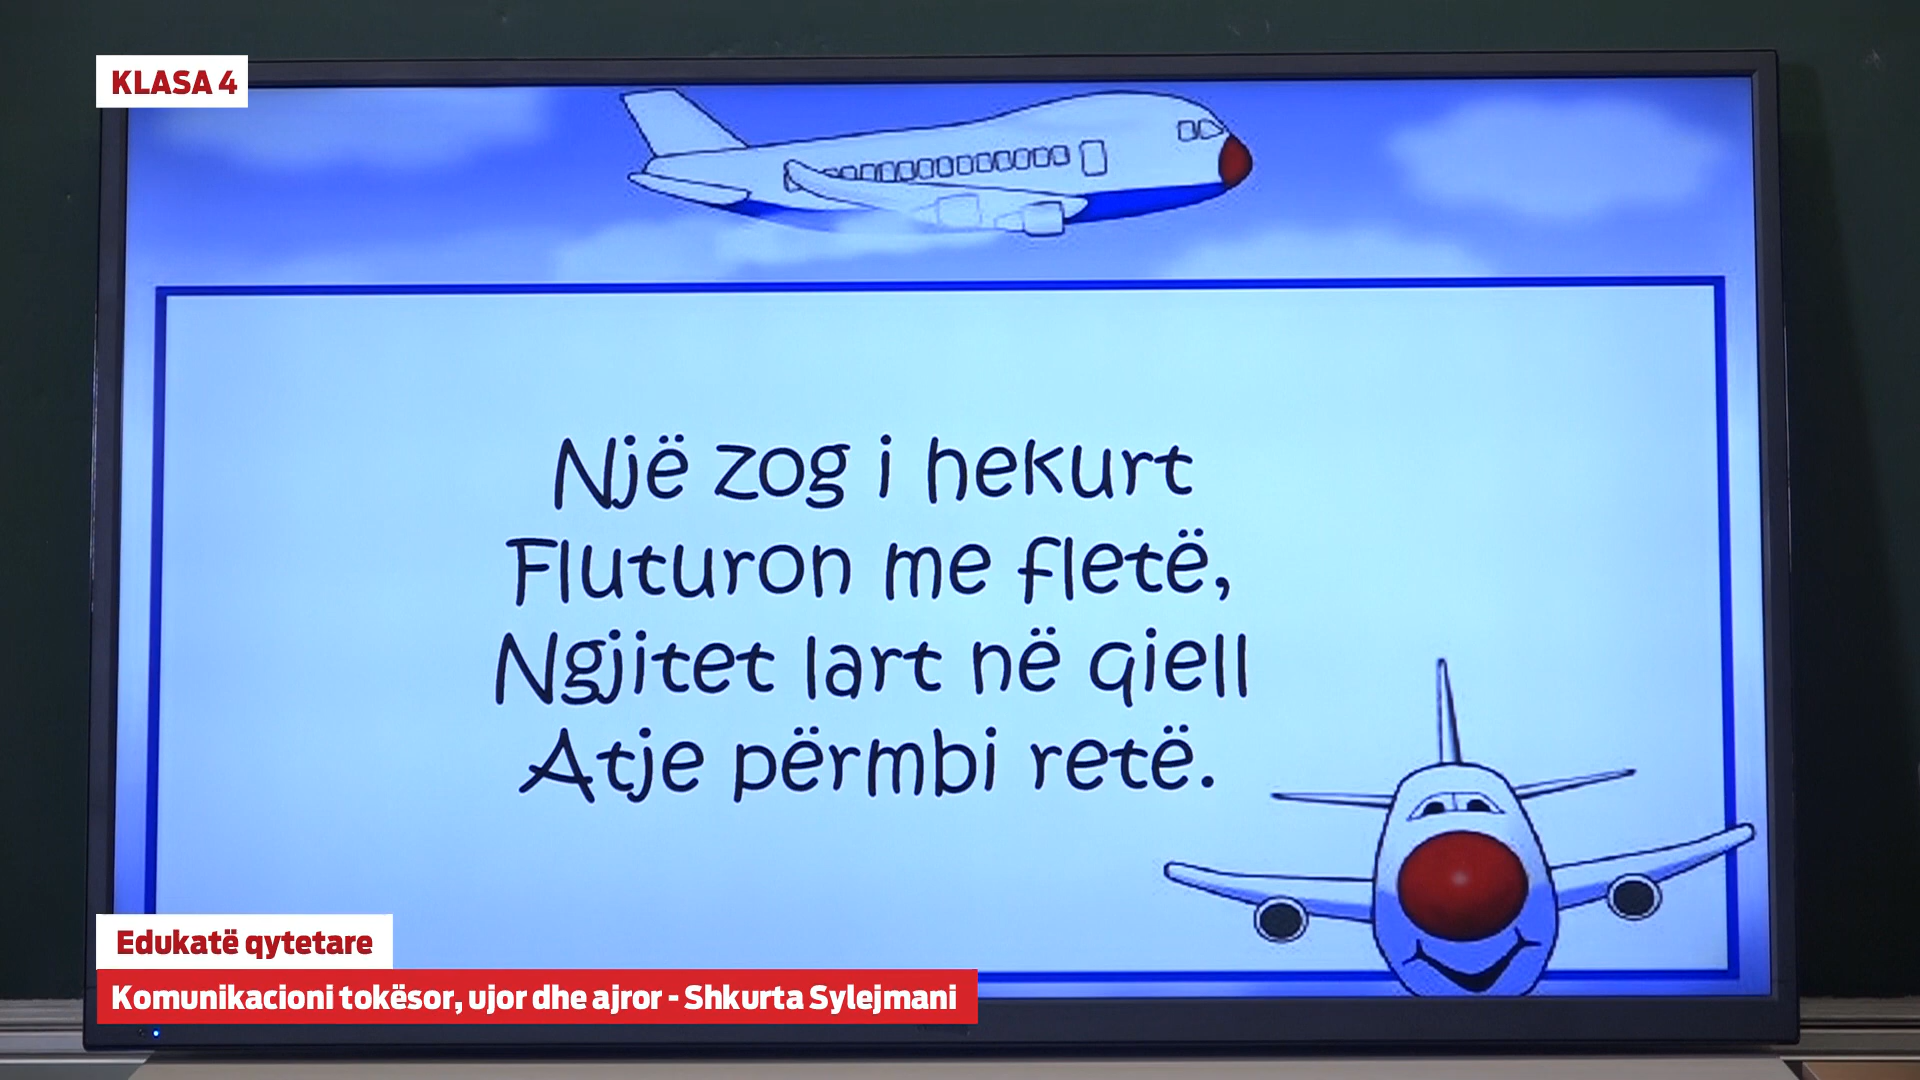 KLASA 4
Një zog i hekurt
Fluturon me fletë,
Ngjitet lart në qiell
Atje përmbi retë.
Edukatë qytetare
Komunikacioni tokësor, ujor dhe ajror - Shkurta Sylejmani